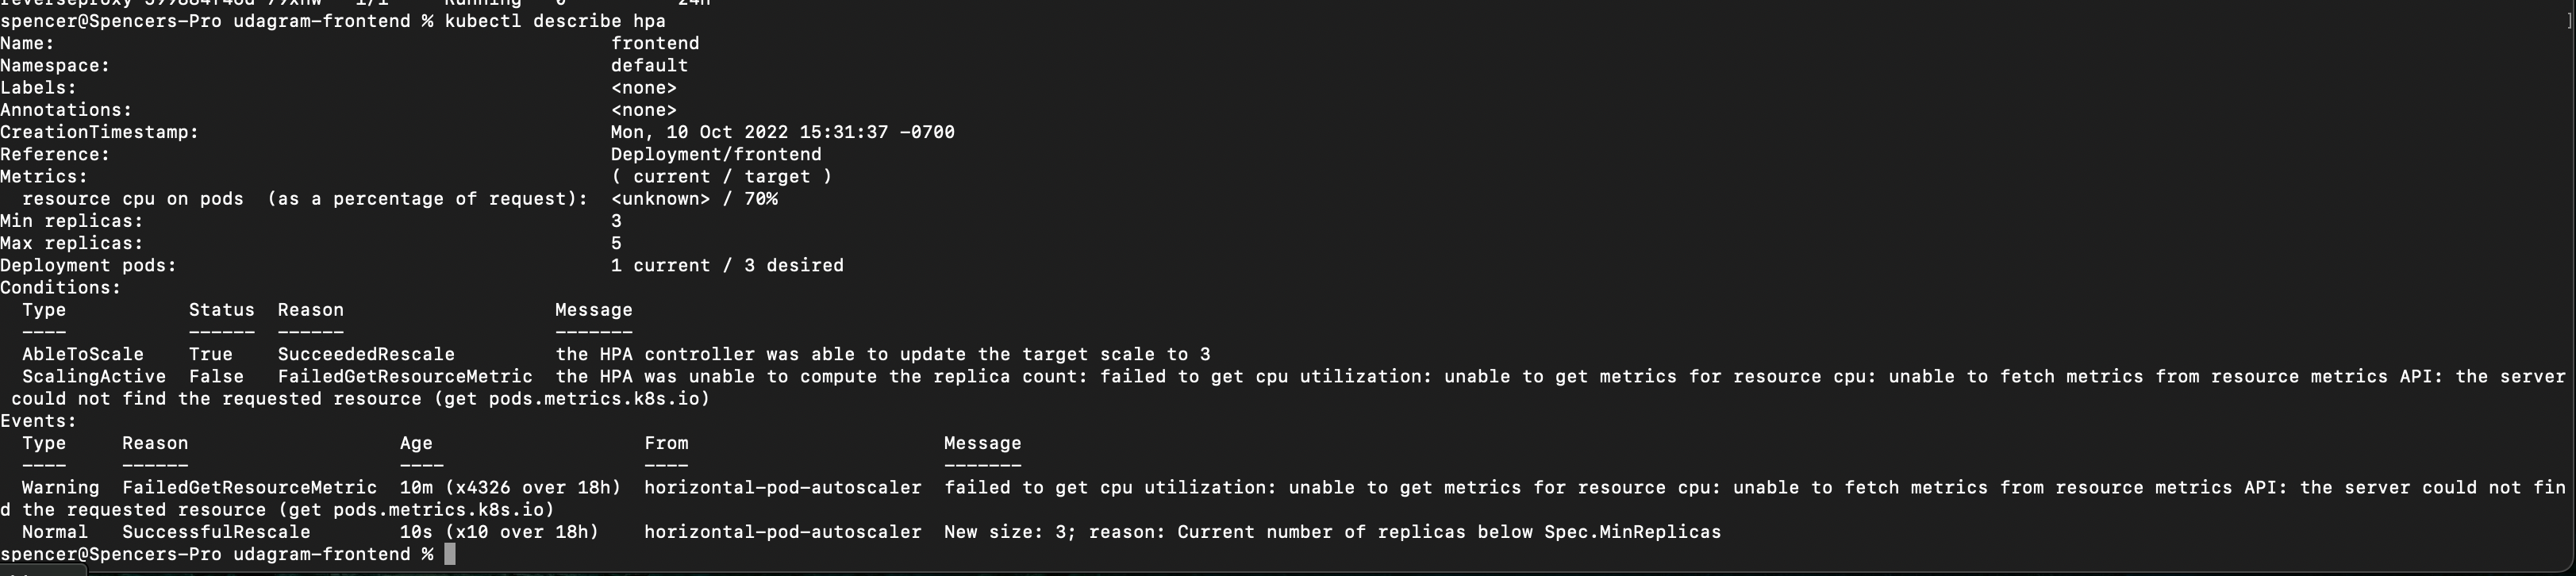 reverseproxy 1/1 Running 0 24h
spencer@Spencers-Pro udagram-frontend % kubectl describe hpa
Name: frontend
Namespace: default
Labels: <none>
Annotations: <none>
CreationTimestamp: Mon, 10 Oct 2022 15:31:37 -0700
Reference: Deployment/frontend
Metrics: ( current / target )
  resource cpu on pods  (as a percentage of request):  <unknown> / 70%
Min replicas: 3
Max replicas: 5
Deployment pods: 1 current / 3 desired
Conditions:
  Type            Status  Reason                   Message
  ----            ------  ------                   -------
  AbleToScale     True    SucceededRescale         the HPA controller was able to update the target scale to 3
  ScalingActive   False   FailedGetResourceMetric  the HPA was unable to compute the replica count: failed to get cpu utilization: unable to get metrics for resource cpu: unable to fetch metrics from resource metrics API: the server
 could not find the requested resource (get pods.metrics.k8s.io)
Events:
  Type     Reason                   Age                    From                       Message
  ----     ------                   ----                   ----                       -------
  Warning  FailedGetResourceMetric  10m (x4326 over 18h)  horizontal-pod-autoscaler  failed to get cpu utilization: unable to get metrics for resource cpu: unable to fetch metrics from resource metrics API: the server could not fin
d the requested resource (get pods.metrics.k8s.io)
  Normal   SuccessfulRescale        10s (x10 over 18h)    horizontal-pod-autoscaler  New size: 3; reason: Current number of replicas below Spec.MinReplicas
spencer@Spencers-Pro udagram-frontend %